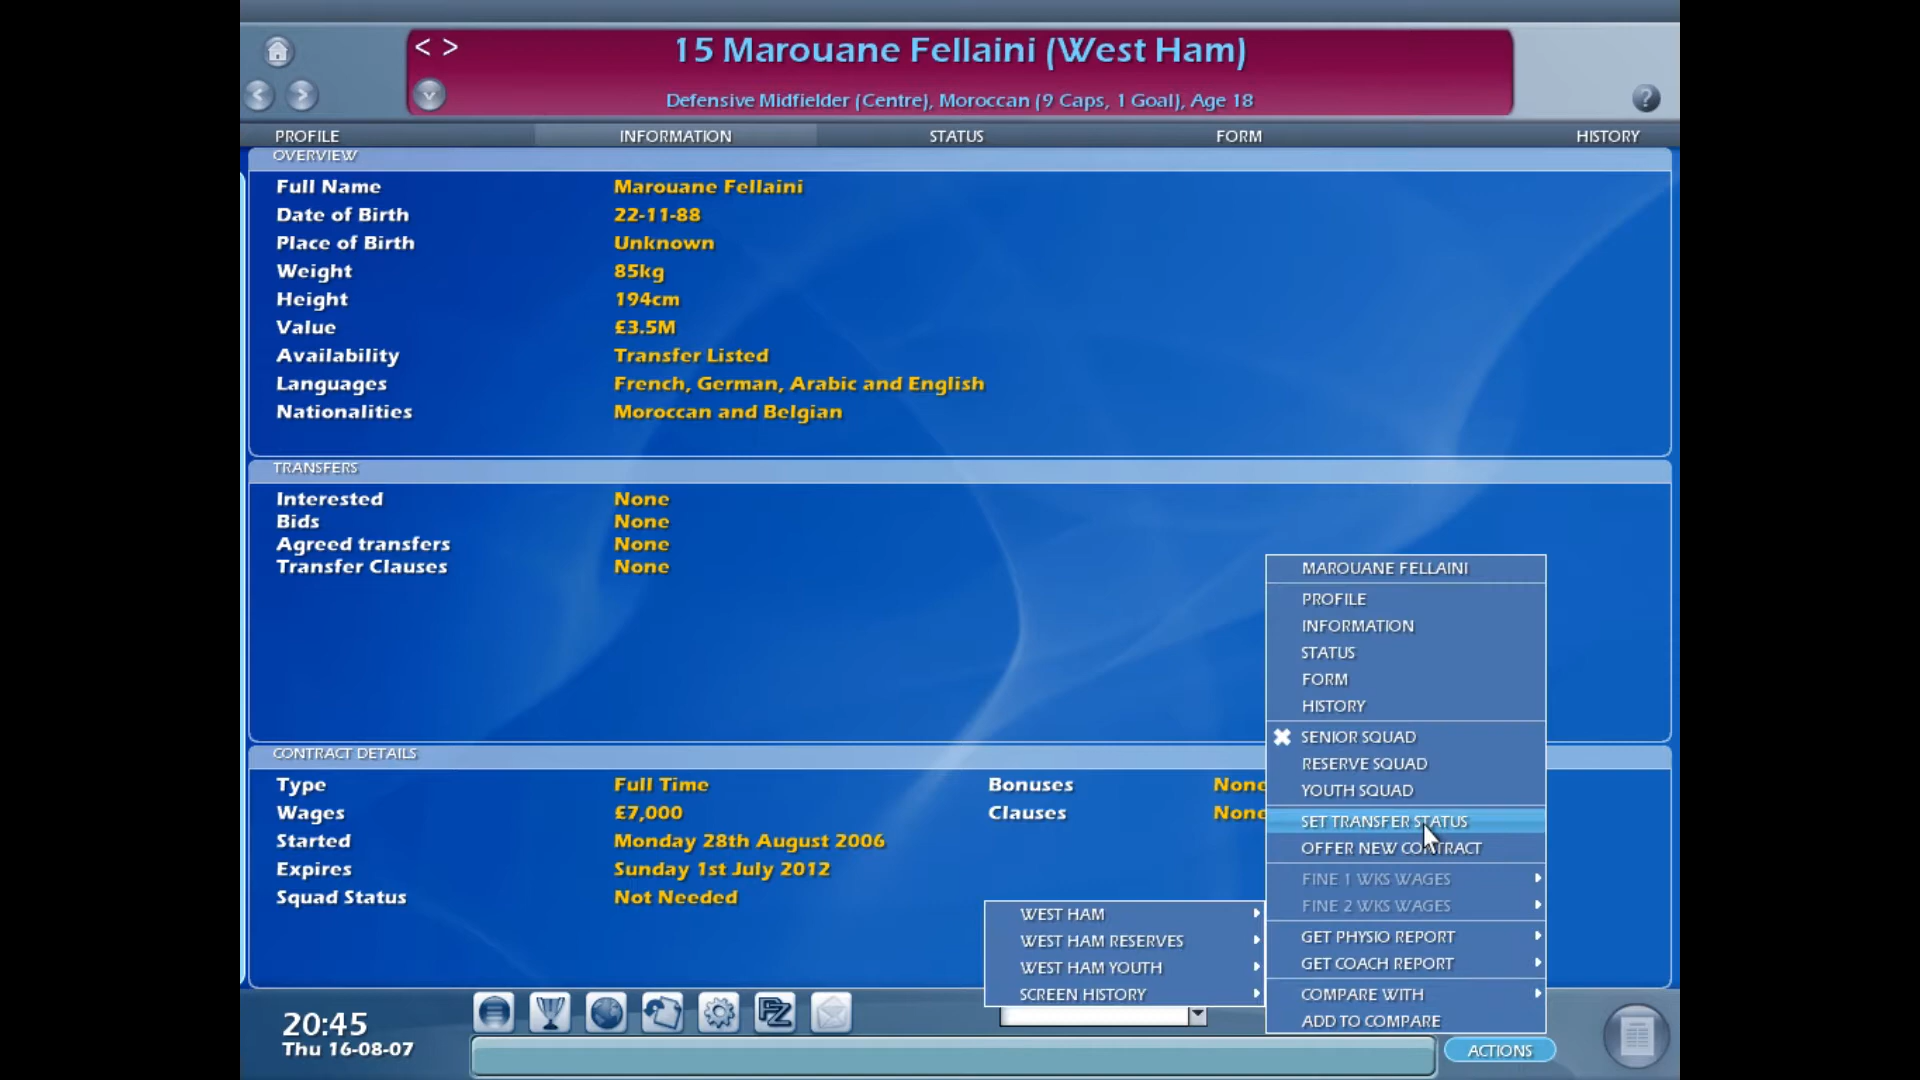 < >
15 Marouane Fellaini (West Ham)
Defensive Midfielder (Centre), Moroccan (9 Caps, 1 Goal), Age 18
?
PROFILE INFORMATION STATUS FORM HISTORY
OVERVIEW
Full Name Marouane Fellaini
Date of Birth 22-11-88
Place of Birth Unknown
Weight 85kg
Height 194cm
Value £3.5M
Availability Transfer Listed
Languages French, German, Arabic and English
Nationalities Moroccan and Belgian
TRANSFERS
Interested None
Bids None
Agreed transfers None
Transfer Clauses None
CONTRACT DETAILS
Type Full Time Bonuses None
Wages £7,000 Clauses None
Started Monday 28th August 2006
Expires Sunday 1st July 2012
Squad Status Not Needed
MAROUANE FELLAINI
PROFILE
INFORMATION
STATUS
FORM
HISTORY
SENIOR SQUAD
RESERVE SQUAD
YOUTH SQUAD
SET TRANSFER STATUS
OFFER NEW CONTRACT
FINE 1 WKS WAGES
FINE 2 WKS WAGES
GET PHYSIO REPORT
GET COACH REPORT
COMPARE WITH
ADD TO COMPARE
WEST HAM
WEST HAM RESERVES
WEST HAM YOUTH
SCREEN HISTORY
20:45
Thu 16-08-07
FZ
ACTIONS